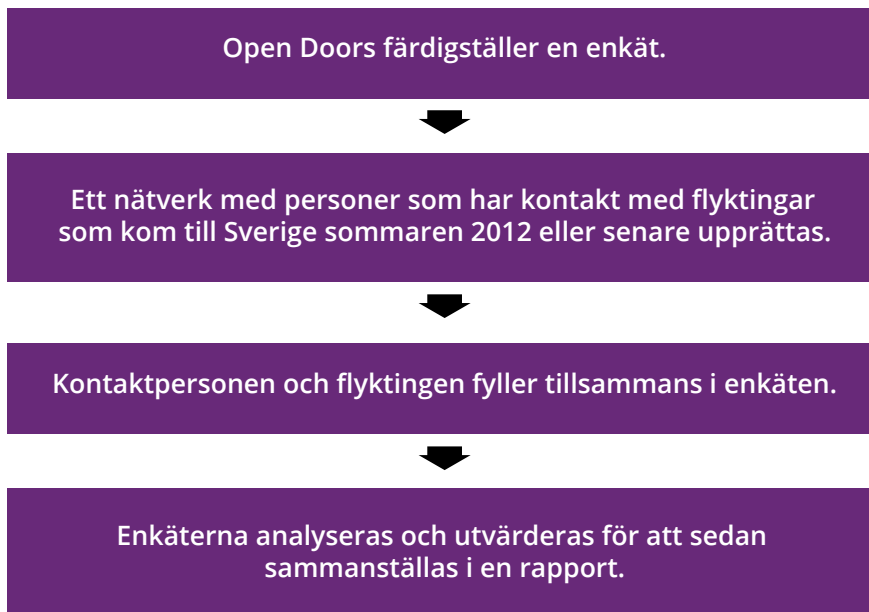 Open Doors färdigställer en enkät.
Ett nätverk med personer som har kontakt med flyktingar
som kom till Sverige sommaren 2012 eller senare upprättas.
Kontaktpersonen och flyktingen fyller tillsammans i enkäten.
Enkäterna analyseras och utvärderas för att sedan
sammanställas i en rapport.